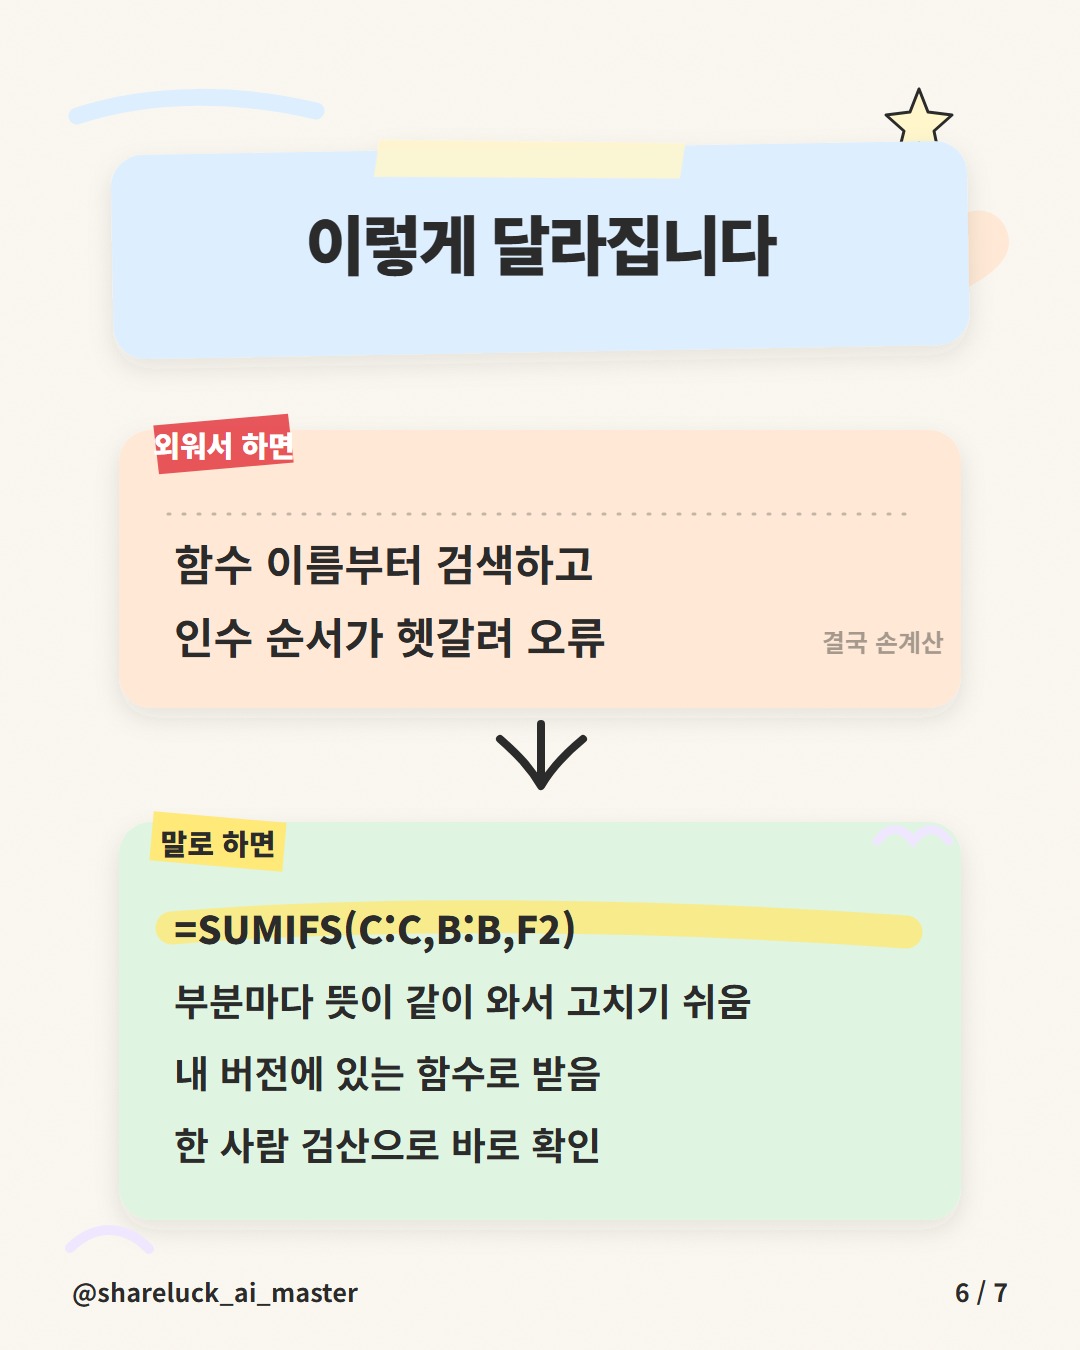 이렇게 달라집니다
외워서 하면
함수 이름부터 검색하고
인수 순서가 헷갈려 오류
결국 손계산
말로 하면
=SUMIFS(C:C,B:B,F2)
부분마다 뜻이 같이 와서 고치기 쉬움
내 버전에 있는 함수로 받음
한 사람 검산으로 바로 확인
@shareluck_ai_master
6 / 7